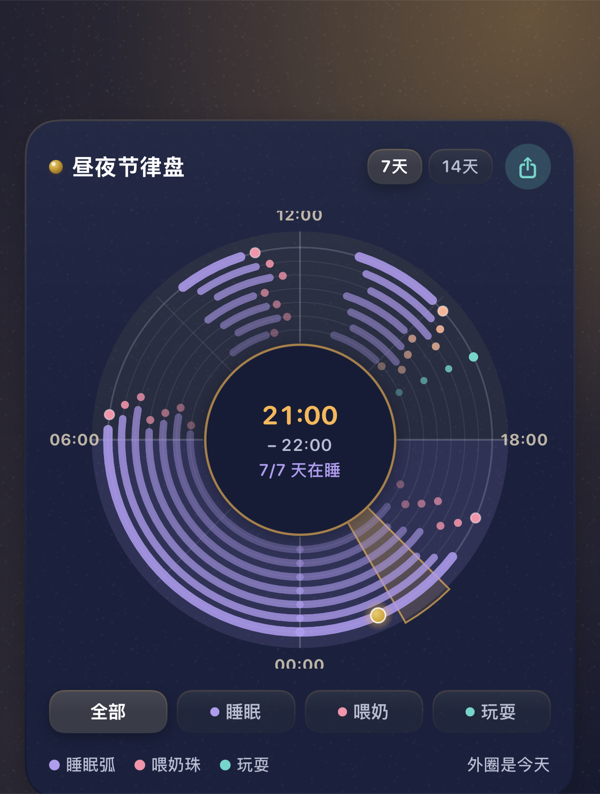 昼夜节律盘
7天
14天
12:00
06:00
21:00
– 22:00
7/7 天在睡
18:00
00:00
全部
睡眠
喂奶
玩耍
睡眠弧
喂奶珠
玩耍
外圈是今天